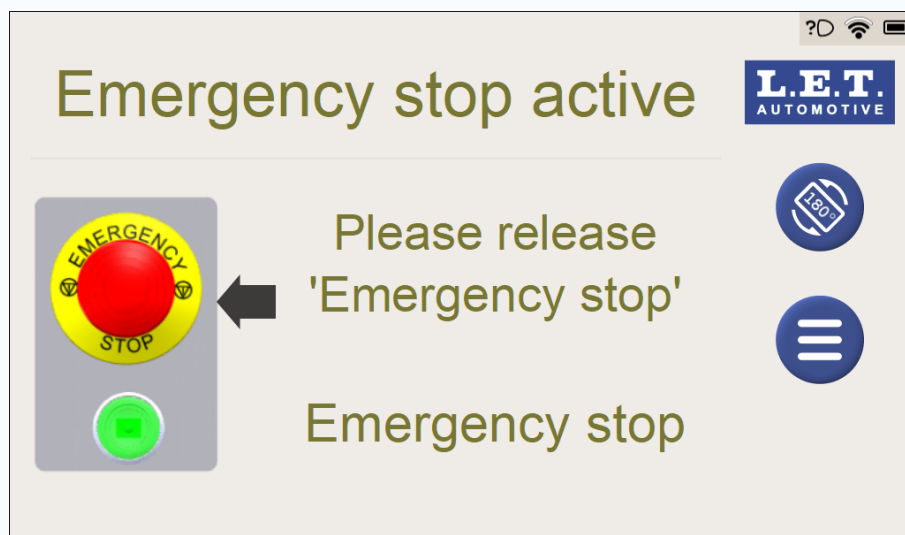 ?D
Emergency stop active
L.E.T.
AUTOMOTIVE
180°
EMERGENCY
STOP
Please release
'Emergency stop'
Emergency stop